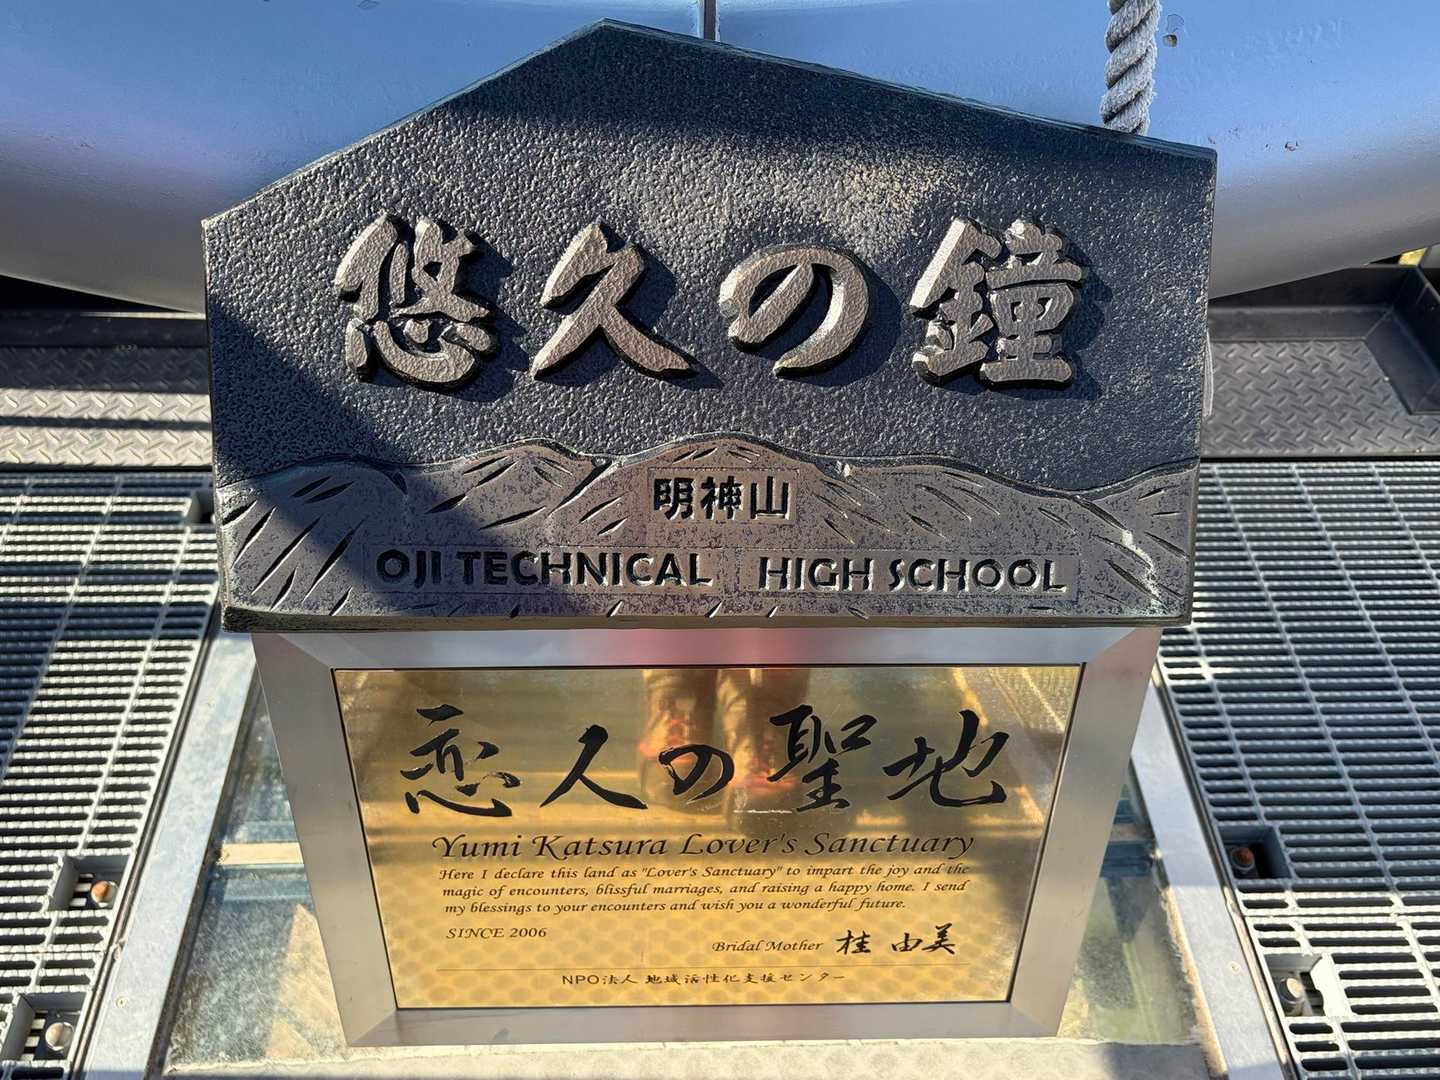 悠久の鐘
明神山
OJI TECHNICAL HIGH SCHOOL
恋人の聖地
Yumi Katsura Lover's Sanctuary
Here I declare this land as "Lover's Sanctuary" to impart the joy and the
magic of encounters, blissful marriages, and raising a happy home. I send
my blessings to your encounters and wish you a wonderful future.
SINCE 2006
Bridal Mother 桂 由美
NPO法人 地域活性化支援センター